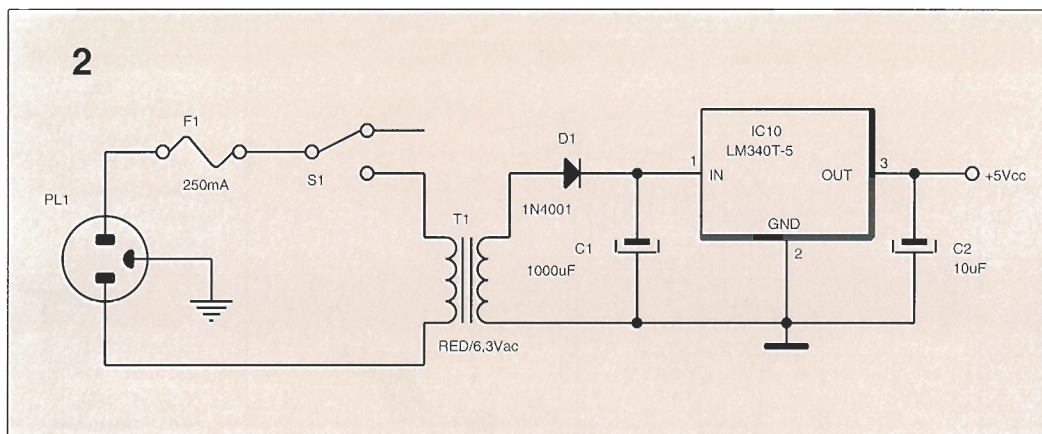 2
F1
250mA
S1
PL1
T1
RED/6,3Vac
D1
1N4001
C1
1000uF
IC10
LM340T-5
1
IN
OUT
3
GND
2
+5Vcc
C2
10uF